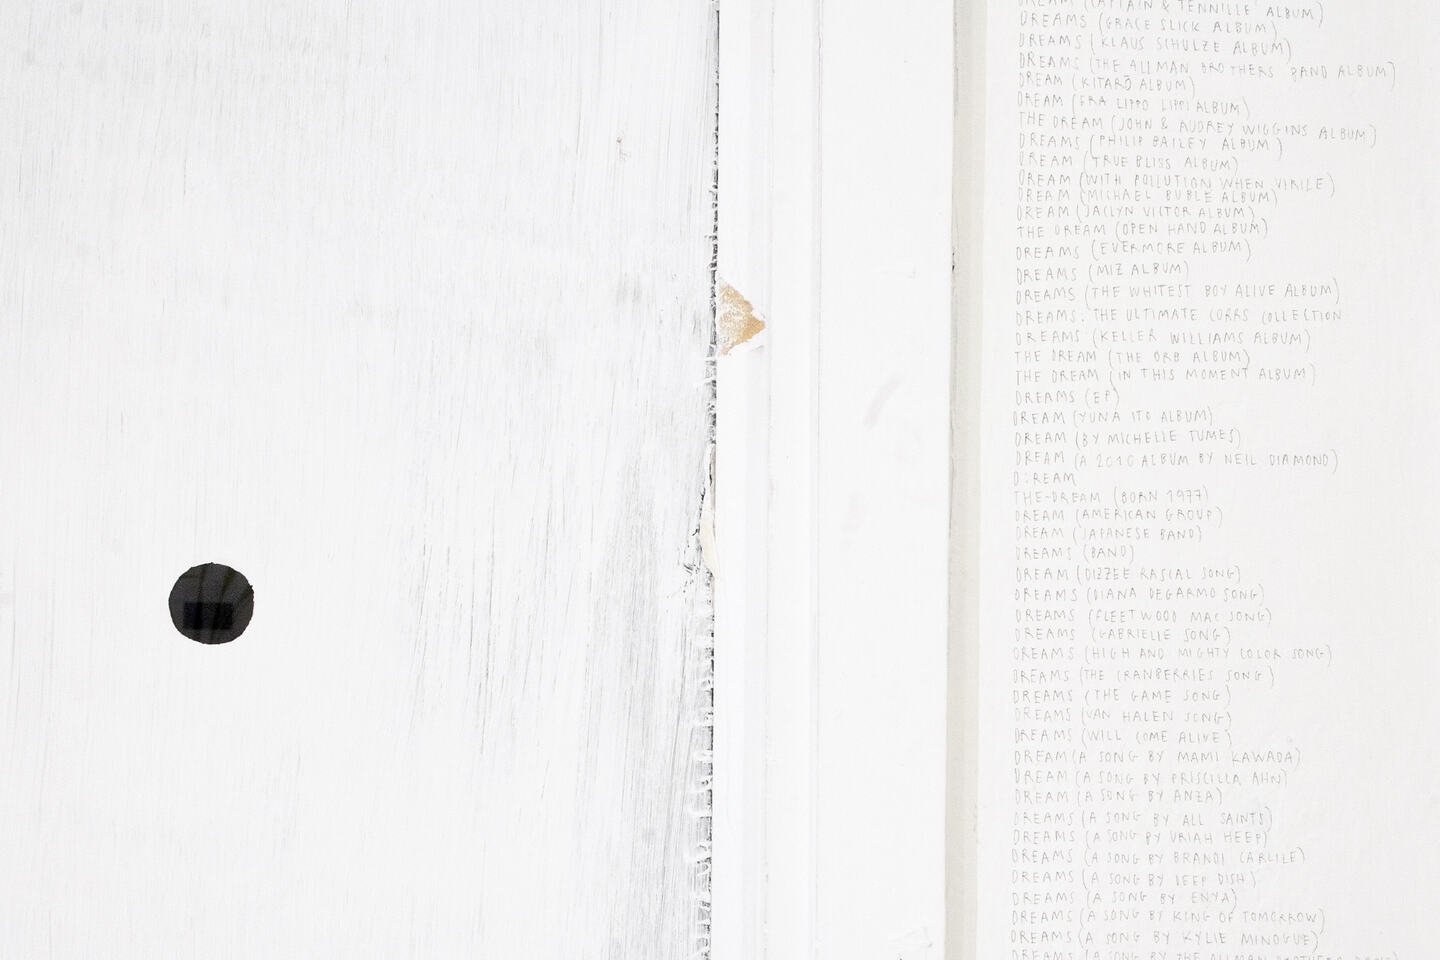 DREAM (CAPTAIN & TENNILLE ALBUM)
DREAMS (GRACE SLICK ALBUM)
DREAMS (KLAUS SCHULZE ALBUM)
DREAMS (THE ALLMAN BROTHERS BAND ALBUM)
DREAM (KITARŌ ALBUM)
DREAM (FRA LIPPO LIPPI ALBUM)
THE DREAM (JOHN & AUDREY WIGGINS ALBUM)
DREAMS (PHILIP BAILEY ALBUM)
DREAM (TRUE BLISS ALBUM)
DREAM (WITH POLLUTION WHEN VIRILE)
DREAM (MICHAEL BUBLE ALBUM)
DREAM (JACLYN VICTOR ALBUM)
THE DREAM (OPEN HAND ALBUM)
DREAMS (EVERMORE ALBUM)
DREAMS (MIZ ALBUM)
DREAMS (THE WHITEST BOY ALIVE ALBUM)
DREAMS: THE ULTIMATE CORRS COLLECTION
DREAMS (KELLER WILLIAMS ALBUM)
THE DREAM (THE ORB ALBUM)
THE DREAM (IN THIS MOMENT ALBUM)
DREAMS (EP)
DREAM (YUNA ITO ALBUM)
DREAM (BY MICHELLE TUMES)
DREAM (A 2010 ALBUM BY NEIL DIAMOND)
D:REAM
THE-DREAM (BORN 1977)
DREAM (AMERICAN GROUP)
DREAM (JAPANESE BAND)
DREAMS (BAND)
DREAM (DIZZEE RASCAL SONG)
DREAMS (DIANA DEGARMO SONG)
DREAMS (FLEETWOOD MAC SONG)
DREAMS (GABRIELLE SONG)
DREAMS (HIGH AND MIGHTY COLOR SONG)
DREAMS (THE CRANBERRIES SONG)
DREAMS (THE GAME SONG)
DREAMS (VAN HALEN SONG)
DREAMS (WILL COME ALIVE)
DREAM (A SONG BY MAMI KAWADA)
DREAM (A SONG BY PRISCILLA AHN)
DREAM (A SONG BY ANZA)
DREAMS (A SONG BY ALL SAINTS)
DREAMS (A SONG BY URIAH HEEP)
DREAMS (A SONG BY BRANDI CARLILE)
DREAMS (A SONG BY DEEP DISH)
DREAMS (A SONG BY ENYA)
DREAMS (A SONG BY KING OF TOMORROW)
DREAMS (A SONG BY KYLIE MINOGUE)
DREAMS (A SONG BY THE ALLMAN BROTHERS BAND)